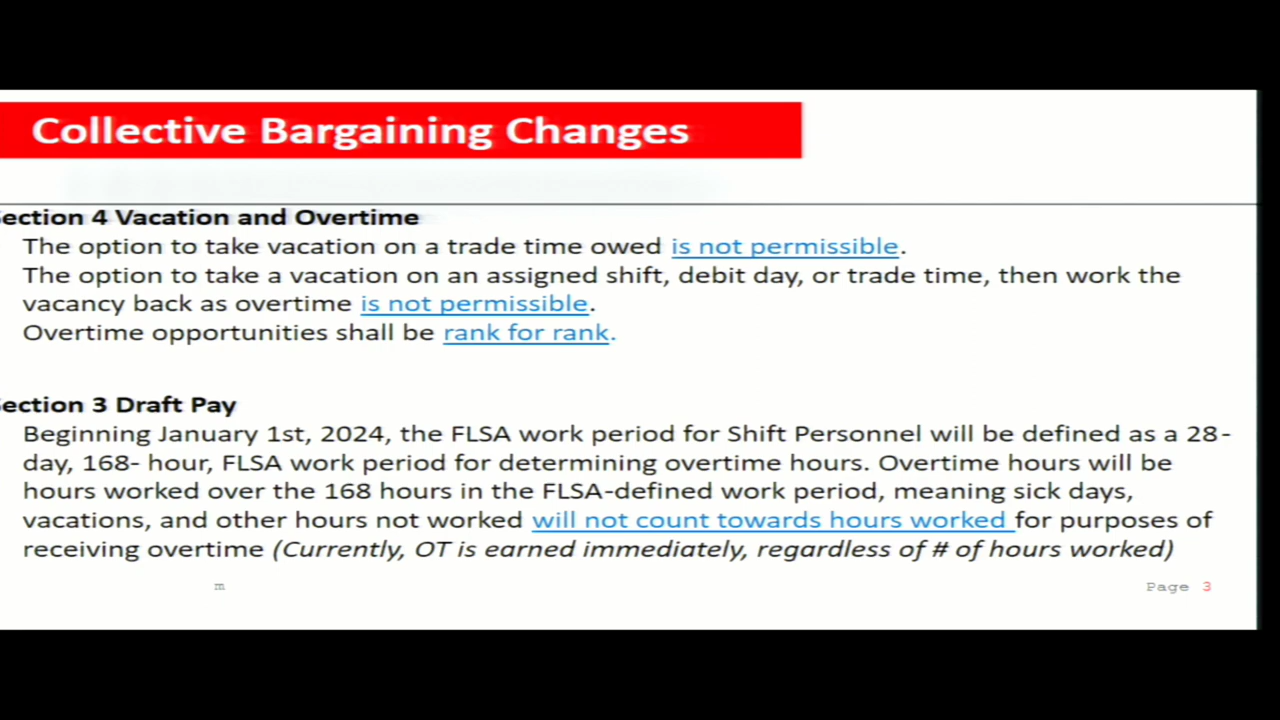 Collective Bargaining Changes
ection 4 Vacation and Overtime
The option to take vacation on a trade time owed is not permissible.
The option to take a vacation on an assigned shift, debit day, or trade time, then work the
vacancy back as overtime is not permissible.
Overtime opportunities shall be rank for rank.
ection 3 Draft Pay
Beginning January 1st, 2024, the FLSA work period for Shift Personnel will be defined as a 28-
day, 168- hour, FLSA work period for determining overtime hours. Overtime hours will be
hours worked over the 168 hours in the FLSA-defined work period, meaning sick days,
vacations, and other hours not worked will not count towards hours worked for purposes of
receiving overtime (Currently, OT is earned immediately, regardless of # of hours worked)
m
Page 3